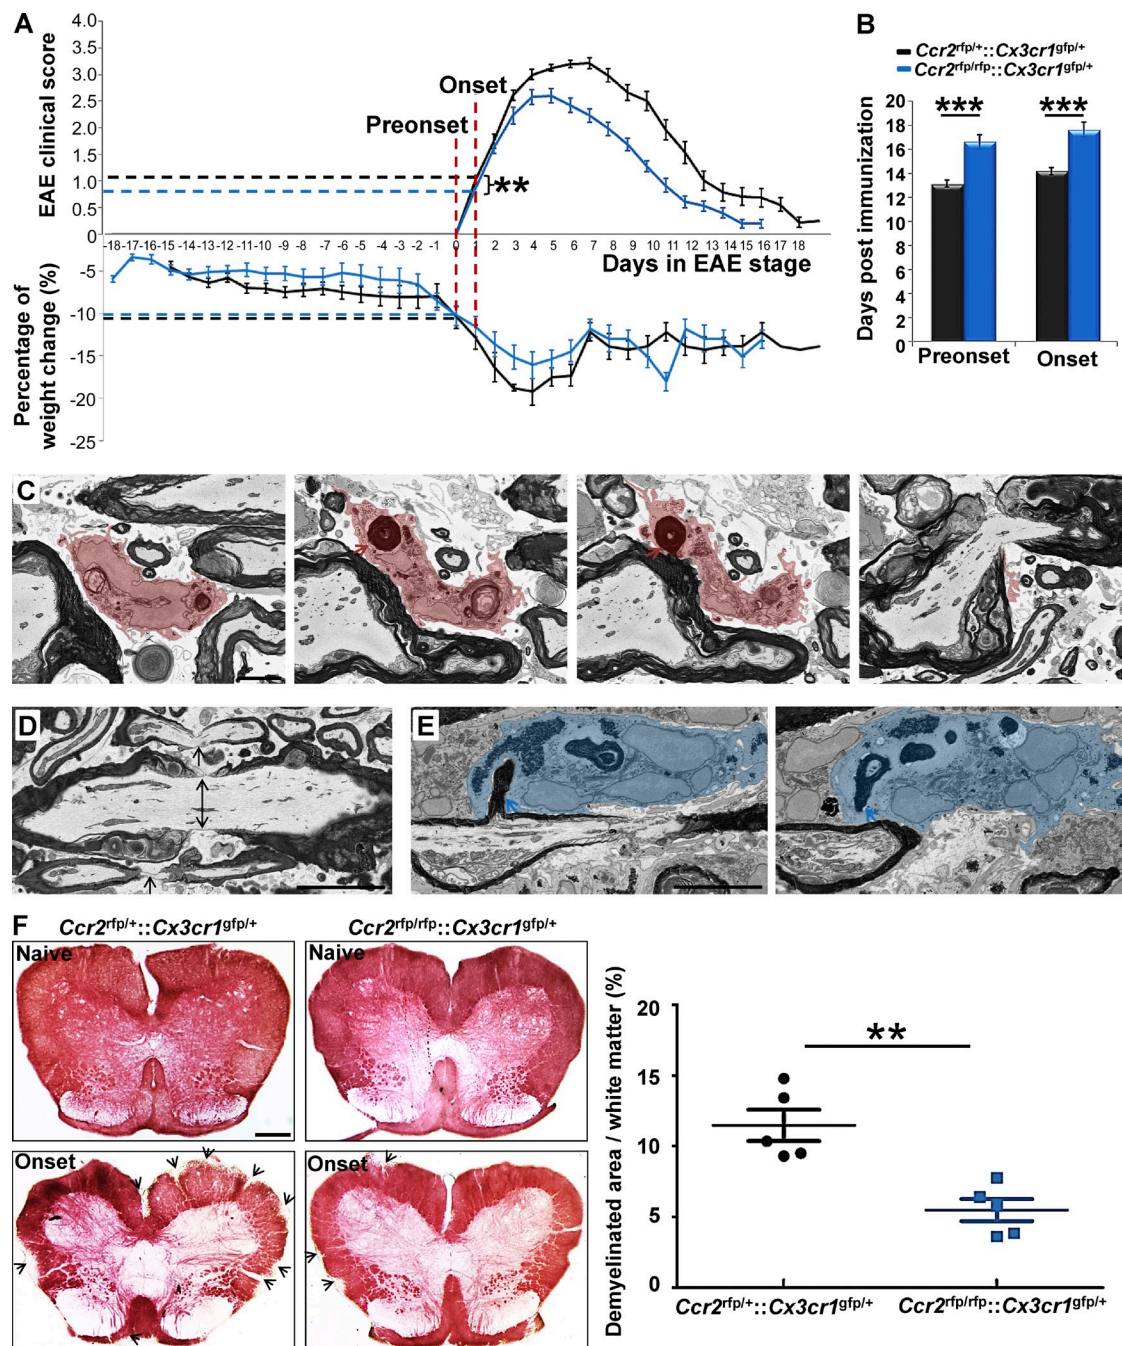 A
EAE clinical score
4.0
3.5
3.0
2.5
2.0
1.5
1.0
0.5
0
Preonset
Onset
**
-18 -17 -16 -15 -14 -13 -12 -11 -10 -9 -8 -7 -6 -5 -4 -3 -2 -1 0 1 2 3 4 5 6 7 8 9 10 11 12 13 14 15 16 17 18
Days in EAE stage
Percentage of
weight change (%)
-5
-10
-15
-20
-25
B
Ccr2rfp/+::Cx3cr1gfp/+
Ccr2rfp/rfp::Cx3cr1gfp/+
Days post immunization
20
18
16
14
12
10
8
6
4
2
0
*** ***
Preonset Onset
C
D
E
F
Ccr2rfp/+::Cx3cr1gfp/+ Ccr2rfp/rfp::Cx3cr1gfp/+
Naive Naive
Onset Onset
Demyelinated area / white matter (%)
20
15
10
5
0
**
Ccr2rfp/+::Cx3cr1gfp/+ Ccr2rfp/rfp::Cx3cr1gfp/+